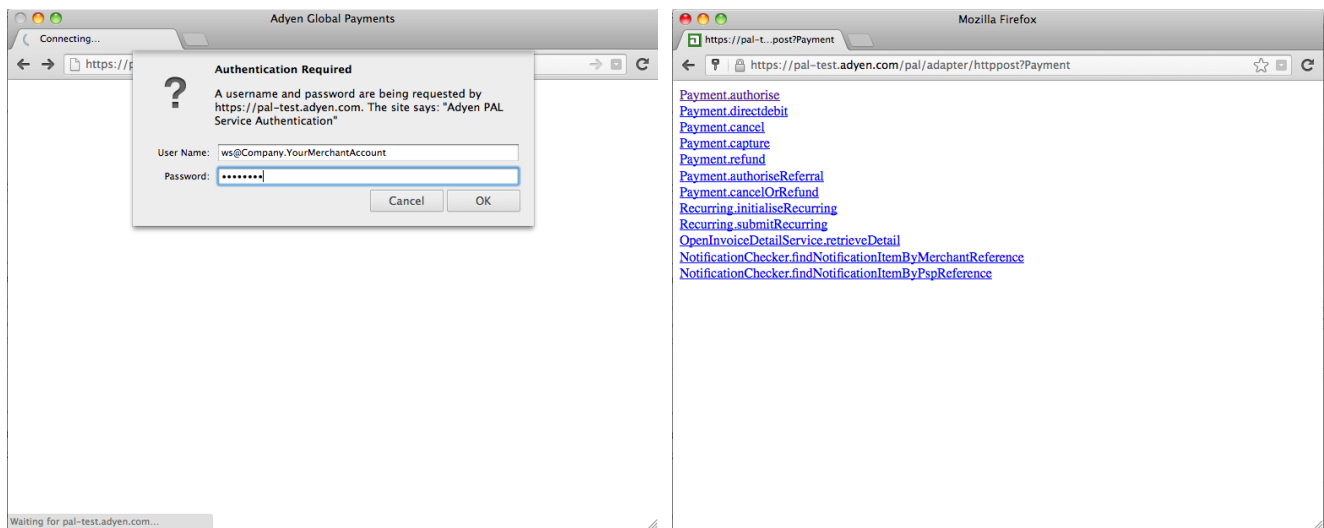 Adyen Global Payments
Connecting...
https://p
Authentication Required
A username and password are being requested by
https://pal-test.adyen.com. The site says: "Adyen PAL
Service Authentication"
User Name: ws@Company.YourMerchantAccount
Password: ••••••••
Cancel OK
Waiting for pal-test.adyen.com...
Mozilla Firefox
https://pal-t...post?Payment
https://pal-test.adyen.com/pal/adapter/httppost?Payment
Payment.authorise
Payment.directdebit
Payment.cancel
Payment.capture
Payment.refund
Payment.authoriseReferral
Payment.cancelOrRefund
Recurring.initialiseRecurring
Recurring.submitRecurring
OpenInvoiceDetailService.retrieveDetail
NotificationChecker.findNotificationItemByMerchantReference
NotificationChecker.findNotificationItemByPspReference